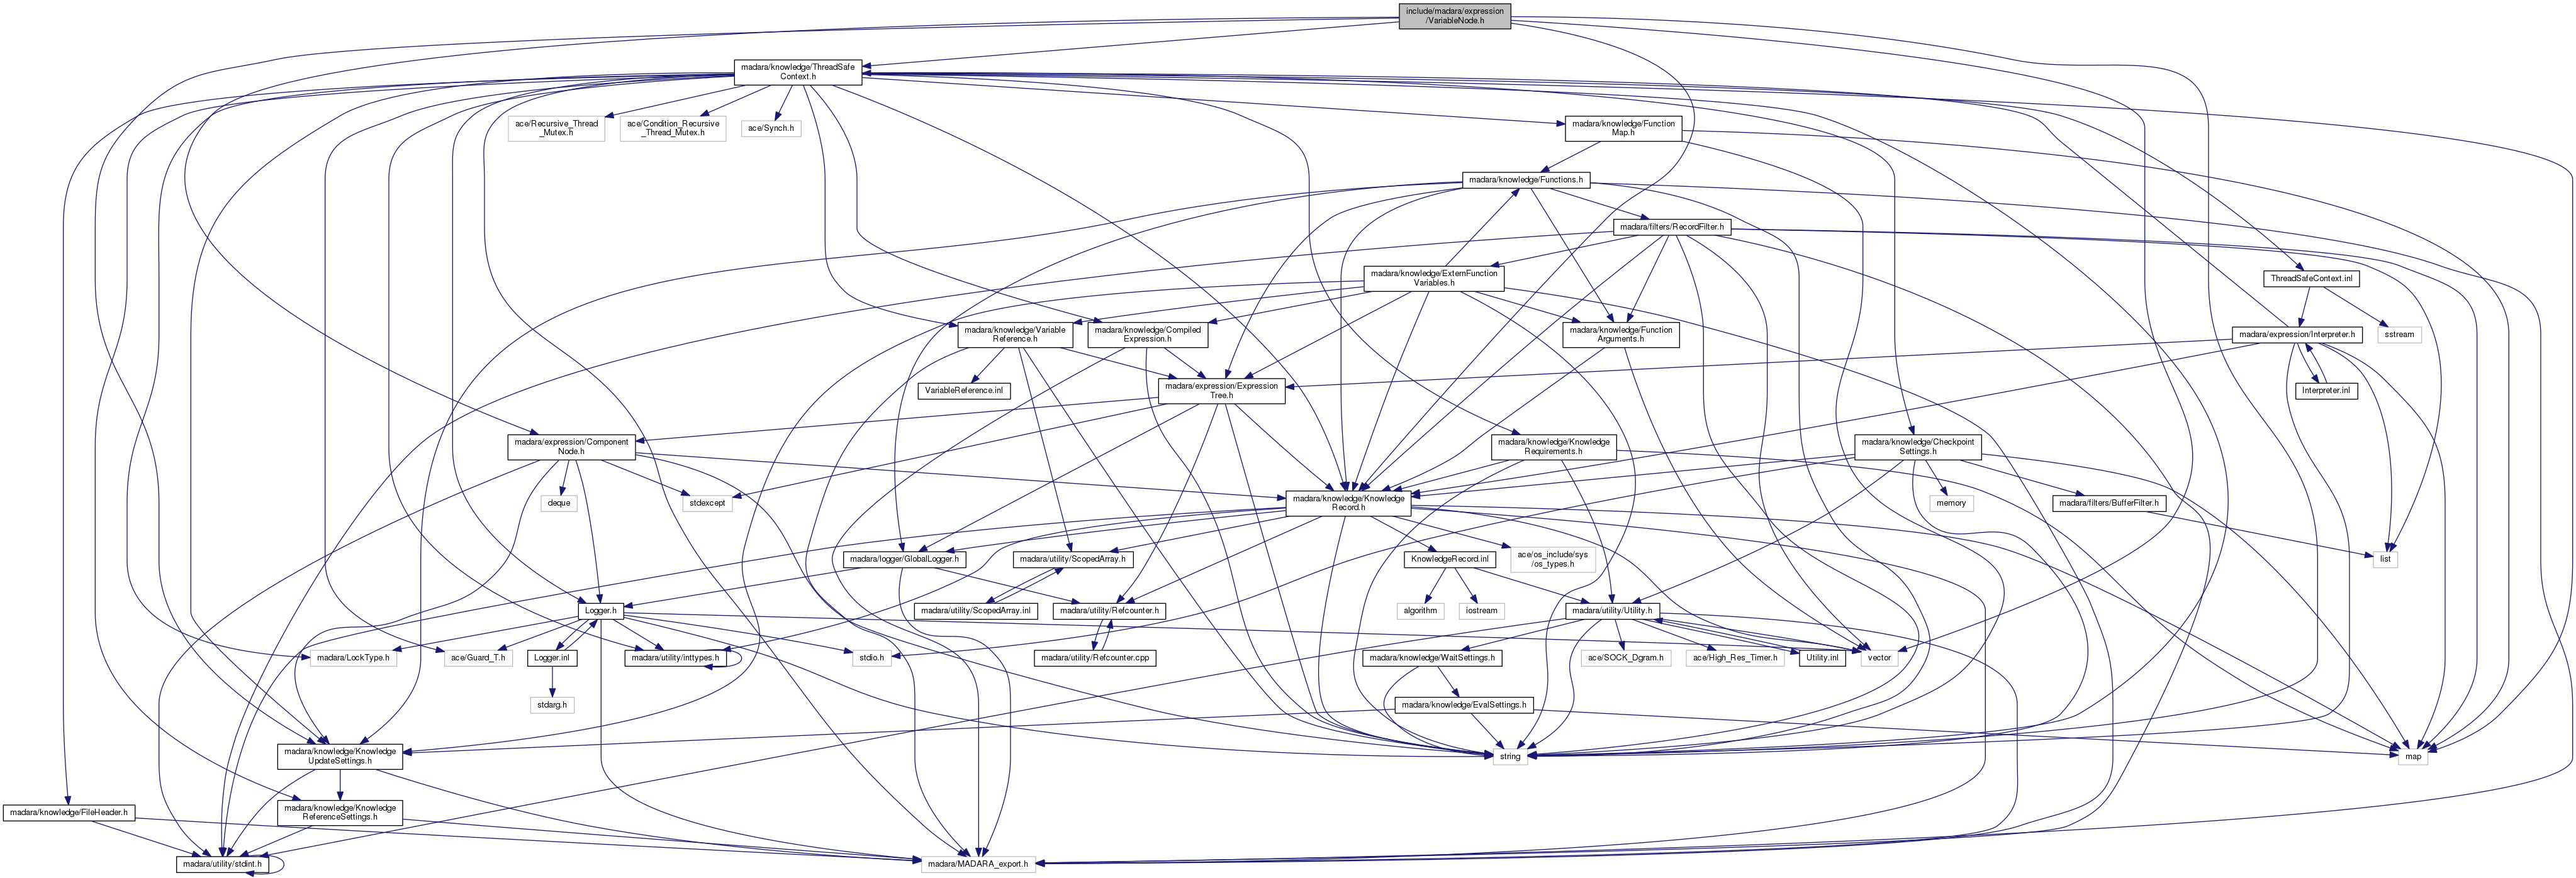 include/madara/expression
/VariableNode.h
madara/knowledge/ThreadSafe
Context.h
ace/Recursive_Thread
_Mutex.h
ace/Condition_Recursive
_Thread_Mutex.h
ace/Synch.h
madara/knowledge/Function
Map.h
madara/knowledge/Functions.h
madara/filters/RecordFilter.h
madara/knowledge/ExternFunction
Variables.h
ThreadSafeContext.inl
madara/knowledge/Variable
Reference.h
madara/knowledge/Compiled
Expression.h
madara/knowledge/Function
Arguments.h
madara/expression/Interpreter.h
sstream
VariableReference.inl
madara/expression/Expression
Tree.h
Interpreter.inl
madara/expression/Component
Node.h
madara/knowledge/Knowledge
Requirements.h
madara/knowledge/Checkpoint
Settings.h
deque
stdexcept
madara/knowledge/Knowledge
Record.h
memory
madara/filters/BufferFilter.h
madara/logger/GlobalLogger.h
madara/utility/ScopedArray.h
KnowledgeRecord.inl
ace/os_include/sys
/os_types.h
list
Logger.h
madara/utility/ScopedArray.inl
madara/utility/Refcounter.h
algorithm
iostream
madara/utility/Utility.h
madara/LockType.h
ace/Guard_T.h
Logger.inl
madara/utility/inttypes.h
stdio.h
madara/utility/Refcounter.cpp
madara/knowledge/WaitSettings.h
ace/SOCK_Dgram.h
ace/High_Res_Timer.h
Utility.inl
vector
stdarg.h
madara/knowledge/EvalSettings.h
madara/knowledge/Knowledge
UpdateSettings.h
string
map
madara/knowledge/FileHeader.h
madara/knowledge/Knowledge
ReferenceSettings.h
madara/utility/stdint.h
madara/MADARA_export.h